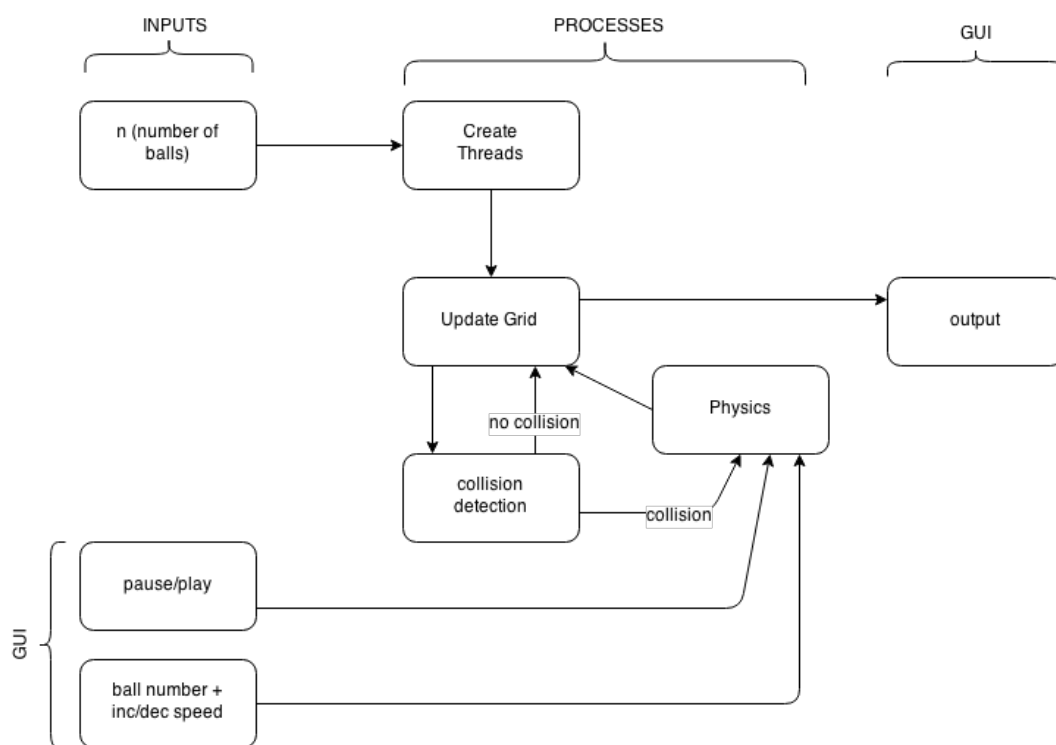 INPUTS
PROCESSES
GUI
n (number of
balls)
Create
Threads
Update Grid
output
Physics
no collision
collision
detection
collision
pause/play
GUI
ball number +
inc/dec speed